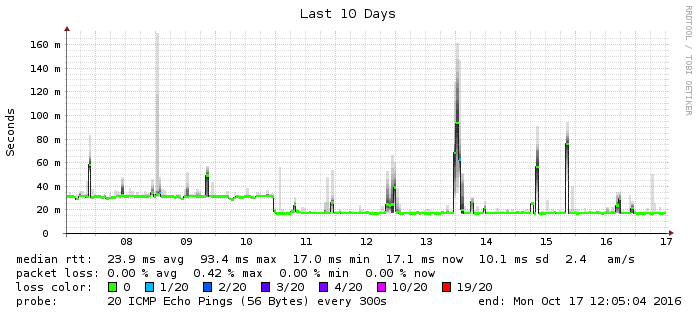 Last 10 Days
RRDTOOL / TOBI OETIKER
Seconds
160 m
140 m
120 m
100 m
80 m
60 m
40 m
20 m
0
08 09 10 11 12 13 14 15 16 17
median rtt: 23.9 ms avg 93.4 ms max 17.0 ms min 17.1 ms now 10.1 ms sd 2.4 am/s
packet loss: 0.00 % avg 0.42 % max 0.00 % min 0.00 % now
loss color: 0 1/20 2/20 3/20 4/20 10/20 19/20
probe: 20 ICMP Echo Pings (56 Bytes) every 300s end: Mon Oct 17 12:05:04 2016